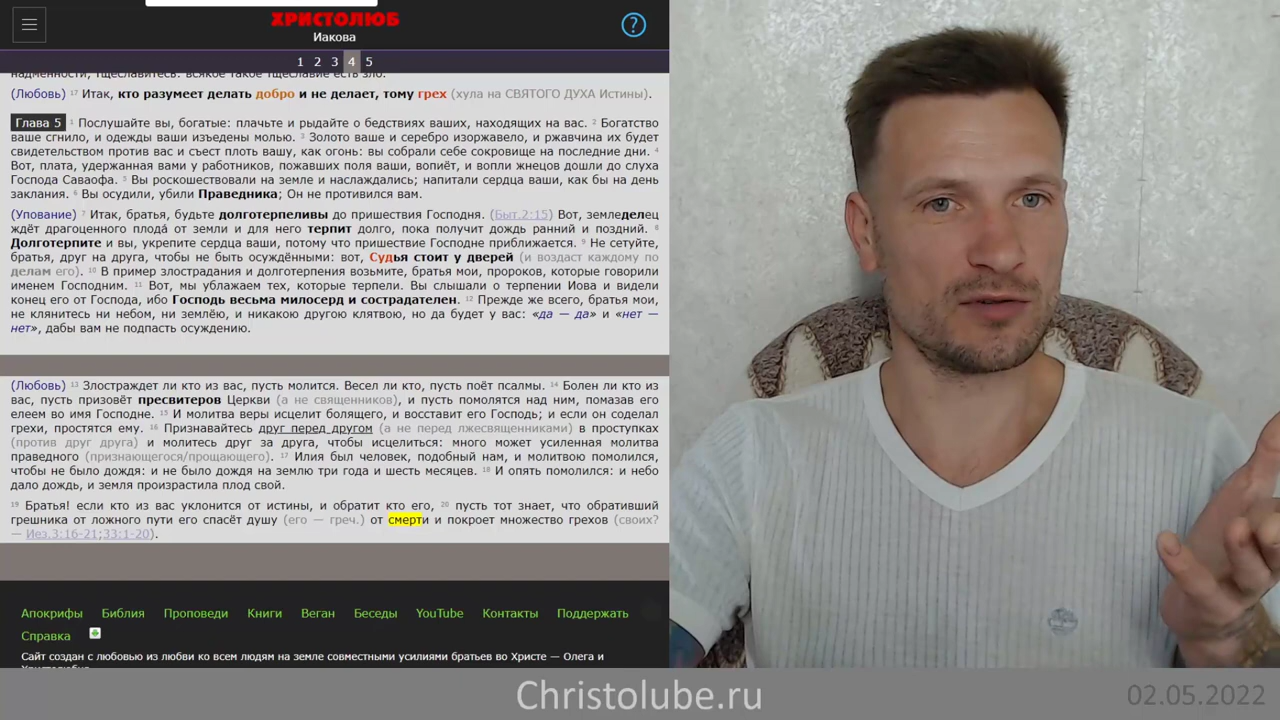 ХРИСТОЛЮБ
Иакова
?
1 2 3 4 5
надменности, тщеславитесь: всякое такое тщеславие есть зло.
(Любовь) 17 Итак, кто разумеет делать добро и не делает, тому грех (хула на СВЯТОГО ДУХА Истины).
Глава 5 1 Послушайте вы, богатые: плачьте и рыдайте о бедствиях ваших, находящих на вас. 2 Богатство
ваше сгнило, и одежды ваши изъедены молью. 3 Золото ваше и серебро изоржавело, и ржавчина их будет
свидетельством против вас и съест плоть вашу, как огонь: вы собрали себе сокровище на последние дни. 4
Вот, плата, удержанная вами у работников, пожавших поля ваши, вопиёт, и вопли жнецов дошли до слуха
Господа Саваофа. 5 Вы роскошествовали на земле и наслаждались; напитали сердца ваши, как бы на день
заклания. 6 Вы осудили, убили Праведника; Он не противился вам.
(Упование) 7 Итак, братья, будьте долготерпеливы до пришествия Господня. (Быт.2:15) Вот, земледелец
ждёт драгоценного плода́ от земли и для него терпит долго, пока получит дождь ранний и поздний. 8
Долготерпите и вы, укрепите сердца ваши, потому что пришествие Господне приближается. 9 Не сетуйте,
братья, друг на друга, чтобы не быть осуждёнными: вот, Судья стоит у дверей (и воздаст каждому по
делам его). 10 В пример злострадания и долготерпения возьмите, братья мои, пророков, которые говорили
именем Господним. 11 Вот, мы ублажаем тех, которые терпели. Вы слышали о терпении Иова и видели
конец его от Господа, ибо Господь весьма милосерд и сострадателен. 12 Прежде же всего, братья мои,
не клянитесь ни небом, ни землёю, и никакою другою клятвою, но да будет у вас: «да — да» и «нет —
нет», дабы вам не подпасть осуждению.
(Любовь) 13 Злостраждет ли кто из вас, пусть молится. Весел ли кто, пусть поёт псалмы. 14 Болен ли кто из
вас, пусть призовёт пресвитеров Церкви (а не священников), и пусть помолятся над ним, помазав его
елеем во имя Господне. 15 И молитва веры исцелит болящего, и восставит его Господь; и если он соделал
грехи, простятся ему. 16 Признавайтесь друг перед другом (а не перед лжесвященниками) в проступках
(против друг друга) и молитесь друг за друга, чтобы исцелиться: много может усиленная молитва
праведного (признающегося/прощающего). 17 Илия был человек, подобный нам, и молитвою помолился,
чтобы не было дождя: и не было дождя на землю три года и шесть месяцев. 18 И опять помолился: и небо
дало дождь, и земля произрастила плод свой.
19 Братья! если кто из вас уклонится от истины, и обратит кто его, 20 пусть тот знает, что обративший
грешника от ложного пути его спасёт душу (его — греч.) от смерти и покроет множество грехов (своих?
— Иез.3:16-21;33:1-20).
Апокрифы Библия Проповеди Книги Веган Беседы YouTube Контакты Поддержать
Справка
Сайт создан с любовью из любви ко всем людям на земле совместными усилиями братьев во Христе — Олега и
Christolube.ru
02.05.2022